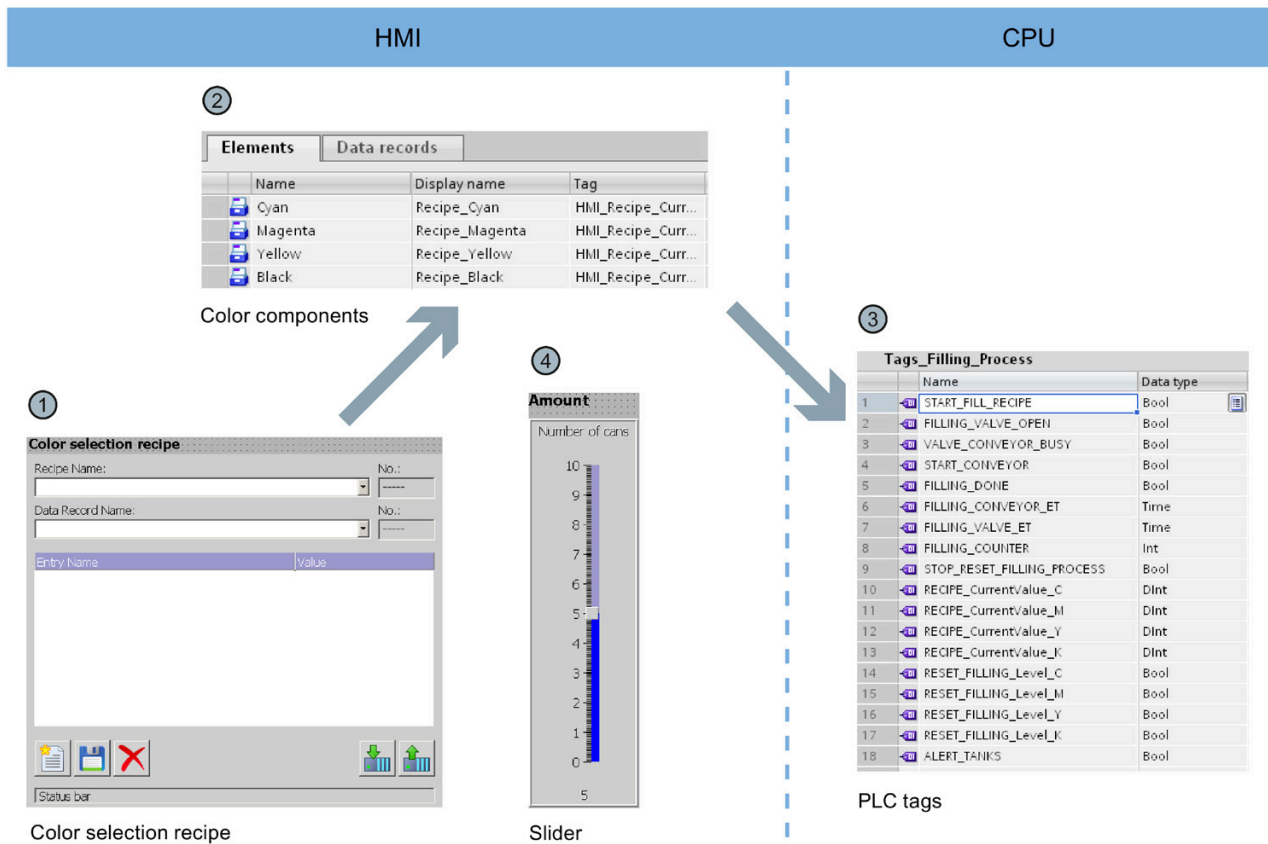 HMI CPU
2
Elements Data records
Name Display name Tag
Cyan Recipe_Cyan HMI_Recipe_Curr...
Magenta Recipe_Magenta HMI_Recipe_Curr...
Yellow Recipe_Yellow HMI_Recipe_Curr...
Black Recipe_Black HMI_Recipe_Curr...
Color components
1
Color selection recipe
Recipe Name: No.:
-----
Data Record Name: No.:
-----
Entry Name Value
Status bar
Color selection recipe
4
Amount
Number of cans
10
9
8
7
6
5
4
3
2
1
0
5
Slider
3
Tags_Filling_Process
Name Data type
1 START_FILL_RECIPE Bool
2 FILLING_VALVE_OPEN Bool
3 VALVE_CONVEYOR_BUSY Bool
4 START_CONVEYOR Bool
5 FILLING_DONE Bool
6 FILLING_CONVEYOR_ET Time
7 FILLING_VALVE_ET Time
8 FILLING_COUNTER Int
9 STOP_RESET_FILLING_PROCESS Bool
10 RECIPE_CurrentValue_C DInt
11 RECIPE_CurrentValue_M DInt
12 RECIPE_CurrentValue_Y DInt
13 RECIPE_CurrentValue_K DInt
14 RESET_FILLING_Level_C Bool
15 RESET_FILLING_Level_M Bool
16 RESET_FILLING_Level_Y Bool
17 RESET_FILLING_Level_K Bool
18 ALERT_TANKS Bool
PLC tags